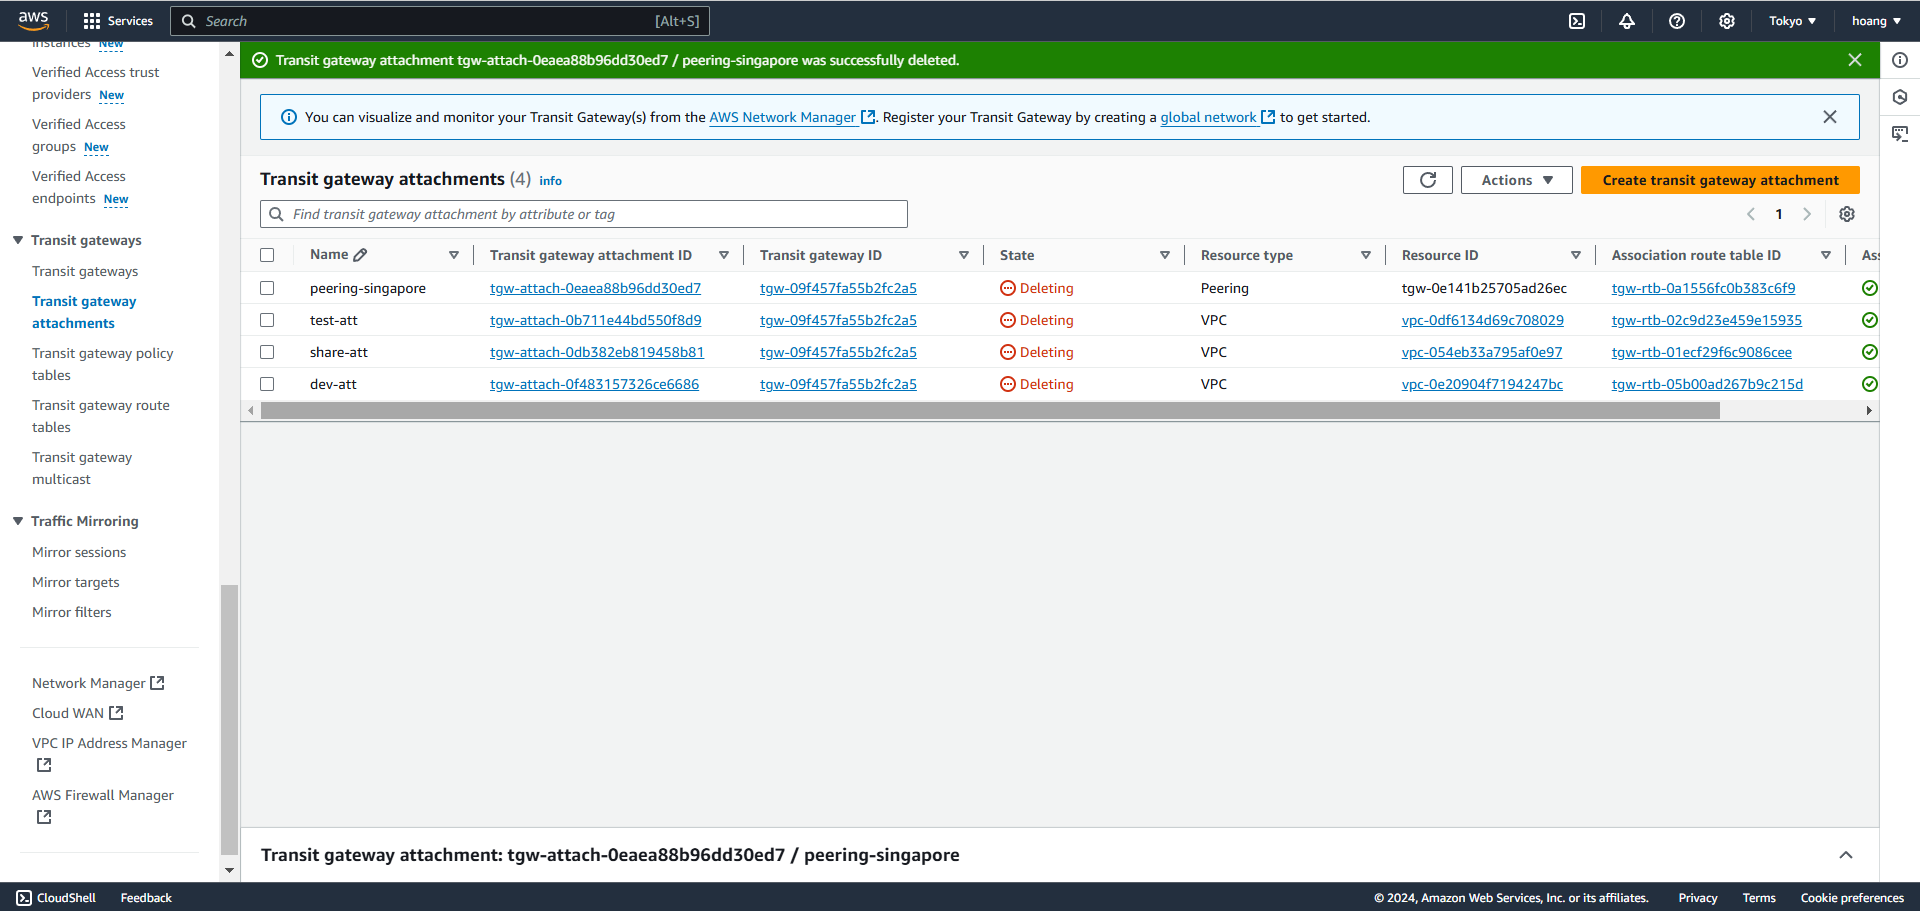 aws
Services
Search
[Alt+S]
Tokyo
hoang
instances New
Verified Access trust
providers New
Verified Access
groups New
Verified Access
endpoints New
Transit gateways
Transit gateways
Transit gateway
attachments
Transit gateway policy
tables
Transit gateway route
tables
Transit gateway
multicast
Traffic Mirroring
Mirror sessions
Mirror targets
Mirror filters
Network Manager
Cloud WAN
VPC IP Address Manager
AWS Firewall Manager
Transit gateway attachment tgw-attach-0eaea88b96dd30ed7 / peering-singapore was successfully deleted.
You can visualize and monitor your Transit Gateway(s) from the AWS Network Manager. Register your Transit Gateway by creating a global network to get started.
Transit gateway attachments (4) info
Actions
Create transit gateway attachment
Find transit gateway attachment by attribute or tag
1
Name Transit gateway attachment ID Transit gateway ID State Resource type Resource ID Association route table ID Ass
peering-singapore tgw-attach-0eaea88b96dd30ed7 tgw-09f457fa55b2fc2a5 Deleting Peering tgw-0e141b25705ad26ec tgw-rtb-0a1556fc0b383c6f9
test-att tgw-attach-0b711e44bd550f8d9 tgw-09f457fa55b2fc2a5 Deleting VPC vpc-0df6134d69c708029 tgw-rtb-02c9d23e459e15935
share-att tgw-attach-0db382eb819458b81 tgw-09f457fa55b2fc2a5 Deleting VPC vpc-054eb33a795af0e97 tgw-rtb-01ecf29f6c9086cee
dev-att tgw-attach-0f483157326ce6686 tgw-09f457fa55b2fc2a5 Deleting VPC vpc-0e20904f7194247bc tgw-rtb-05b00ad267b9c215d
Transit gateway attachment: tgw-attach-0eaea88b96dd30ed7 / peering-singapore
CloudShell
Feedback
© 2024, Amazon Web Services, Inc. or its affiliates.
Privacy
Terms
Cookie preferences